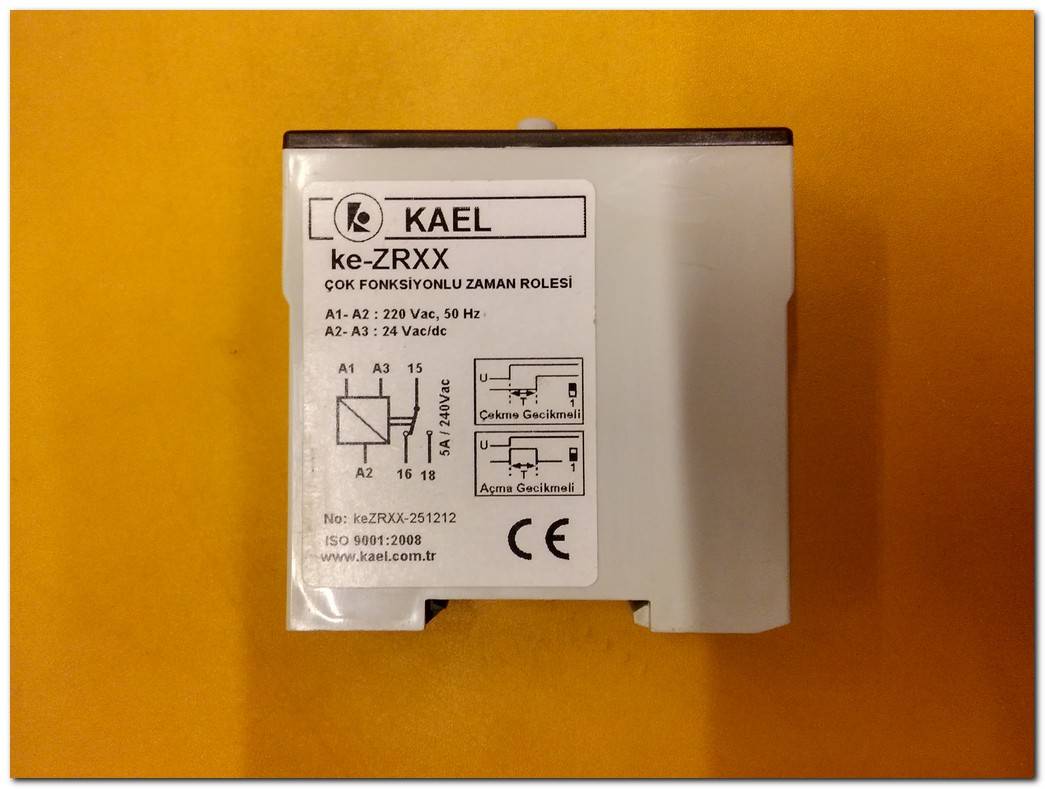 KAEL
ke-ZRXX
ÇOK FONKSİYONLU ZAMAN ROLESİ
A1- A2 : 220 Vac, 50 Hz
A2- A3 : 24 Vac/dc
A1 A3 15
5A / 240Vac
A2 16 18
U
T
1
Çekme Gecikmeli
U
T
1
Açma Gecikmeli
No: keZRXX-251212
ISO 9001:2008
www.kael.com.tr
CE